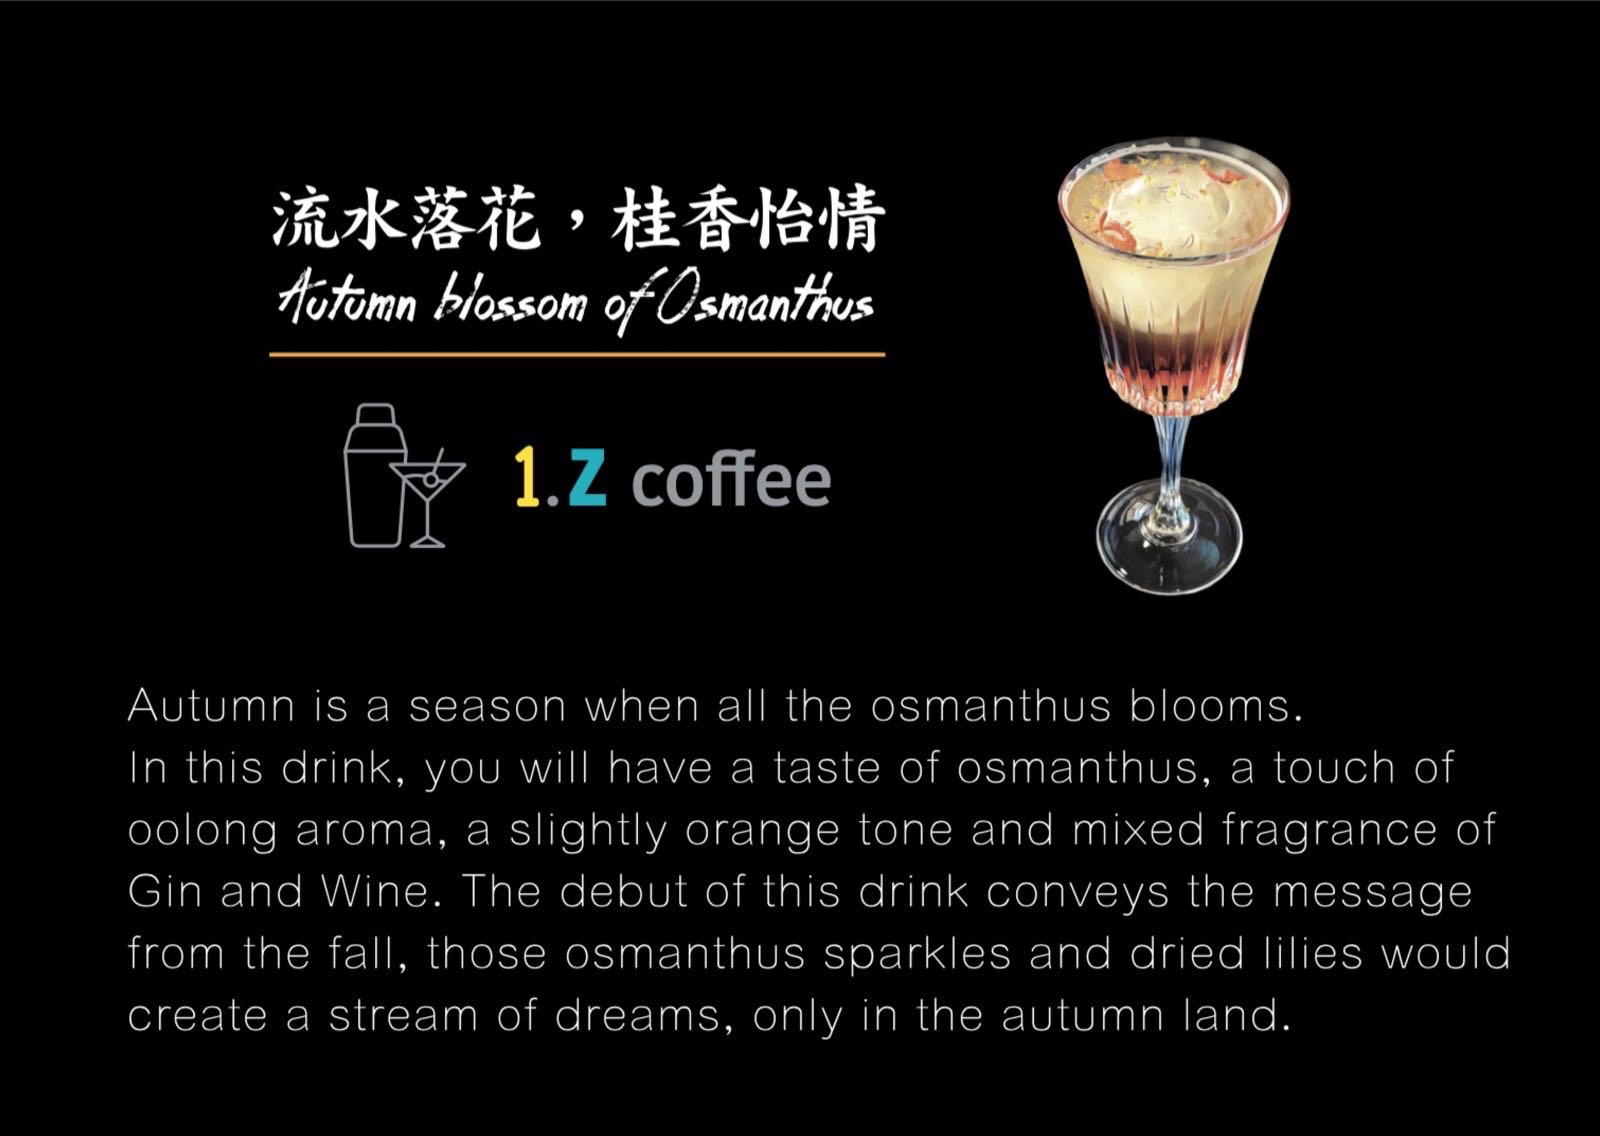 流水落花，桂香怡情
Autumn blossom of Osmanthus
1.Z coffee
Autumn is a season when all the osmanthus blooms.
In this drink, you will have a taste of osmanthus, a touch of
oolong aroma, a slightly orange tone and mixed fragrance of
Gin and Wine. The debut of this drink conveys the message
from the fall, those osmanthus sparkles and dried lilies would
create a stream of dreams, only in the autumn land.